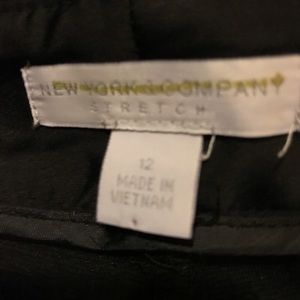 NEW YORK & COMPANY
STRETCH
12
MADE IN
VIETNAM